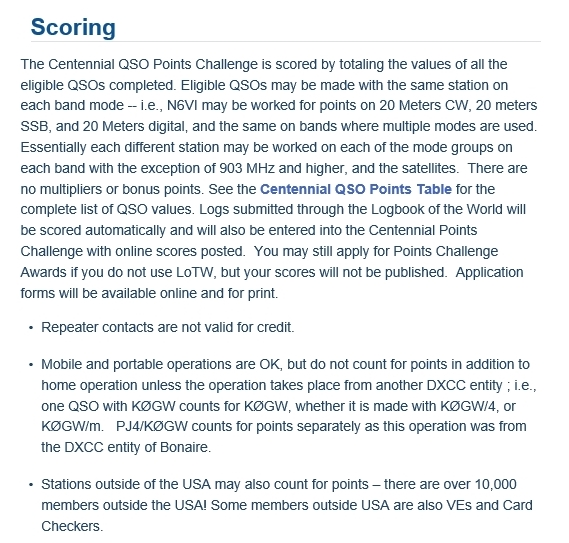 Scoring
The Centennial QSO Points Challenge is scored by totaling the values of all the
eligible QSOs completed. Eligible QSOs may be made with the same station on
each band mode -- i.e., N6VI may be worked for points on 20 Meters CW, 20 meters
SSB, and 20 Meters digital, and the same on bands where multiple modes are used.
Essentially each different station may be worked on each of the mode groups on
each band with the exception of 903 MHz and higher, and the satellites.  There are
no multipliers or bonus points. See the Centennial QSO Points Table for the
complete list of QSO values. Logs submitted through the Logbook of the World will
be scored automatically and will also be entered into the Centennial Points
Challenge with online scores posted.  You may still apply for Points Challenge
Awards if you do not use LoTW, but your scores will not be published.  Application
forms will be available online and for print.
• Repeater contacts are not valid for credit.
• Mobile and portable operations are OK, but do not count for points in addition to
home operation unless the operation takes place from another DXCC entity ; i.e.,
one QSO with KØGW counts for KØGW, whether it is made with KØGW/4, or
KØGW/m.   PJ4/KØGW counts for points separately as this operation was from
the DXCC entity of Bonaire.
• Stations outside of the USA may also count for points – there are over 10,000
members outside the USA! Some members outside USA are also VEs and Card
Checkers.